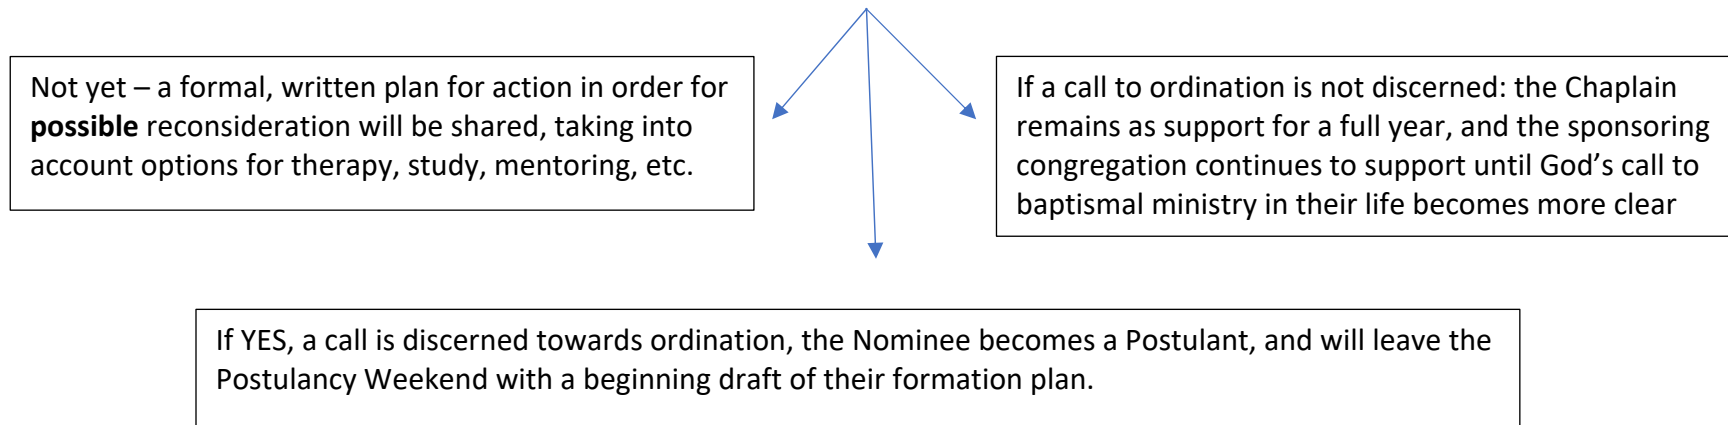 Not yet – a formal, written plan for action in order for
possible reconsideration will be shared, taking into
account options for therapy, study, mentoring, etc.
If a call to ordination is not discerned: the Chaplain
remains as support for a full year, and the sponsoring
congregation continues to support until God’s call to
baptismal ministry in their life becomes more clear
If YES, a call is discerned towards ordination, the Nominee becomes a Postulant, and will leave the
Postulancy Weekend with a beginning draft of their formation plan.